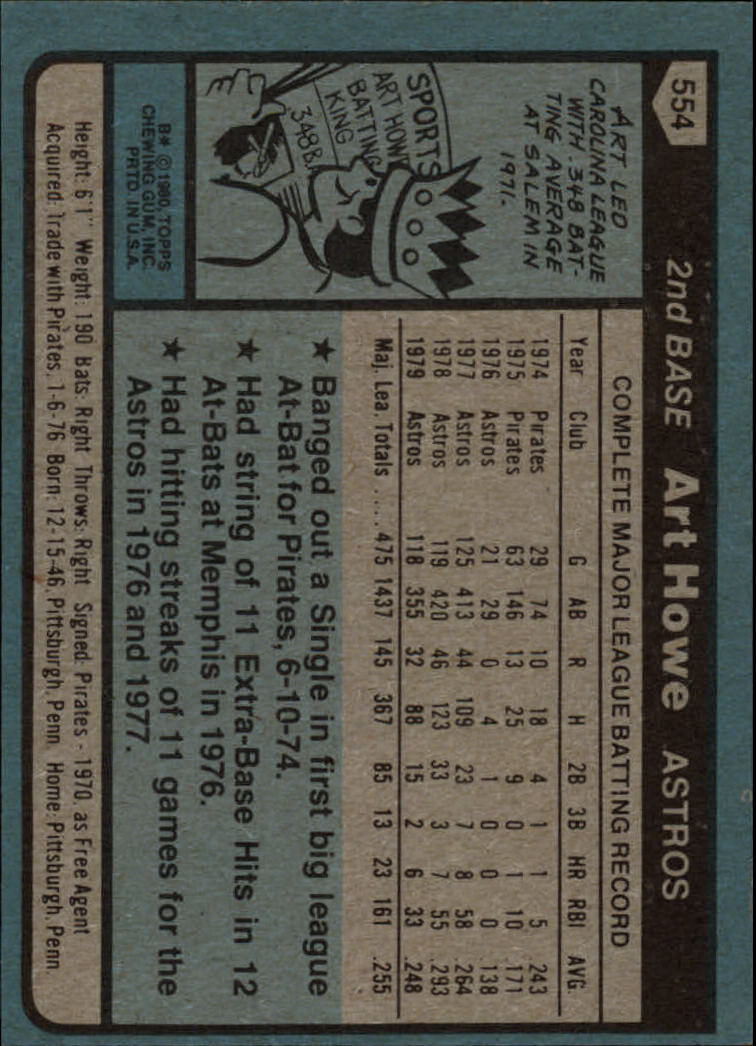 554
2nd BASE Art Howe ASTROS
ART LED
CAROLINA LEAGUE
WITH .348 BAT-
TING AVERAGE
AT SALEM IN
1971.
SPORTS
ART HOWE
BATTING
KING
.348 B.
B* © 1980 TOPPS
CHEWING GUM, INC.
PRTD. IN U.S.A.
COMPLETE MAJOR LEAGUE BATTING RECORD
Year Club G AB R H 2B 3B HR RBI AVG.
1974 Pirates 29 74 10 18 4 1 1 5 .243
1975 Pirates 63 146 13 25 9 0 1 10 .171
1976 Astros 21 29 0 4 1 0 0 0 .138
1977 Astros 125 413 44 109 23 7 8 58 .264
1978 Astros 119 420 46 123 33 3 7 55 .293
1979 Astros 118 355 32 88 15 2 6 33 .248
Maj. Lea. Totals ..... 475 1437 145 367 85 13 23 161 .255
★ Banged out a Single in first big league
At-Bat for Pirates, 6-10-74.
★ Had string of 11 Extra-Base Hits in 12
At-Bats at Memphis in 1976.
★ Had hitting streaks of 11 games for the
Astros in 1976 and 1977.
Height: 6'1" Weight: 190 Bats: Right Throws: Right Signed: Pirates - 1970, as Free Agent
Acquired: Trade with Pirates, 1-6-76 Born: 12-15-46, Pittsburgh, Penn. Home: Pittsburgh, Penn.